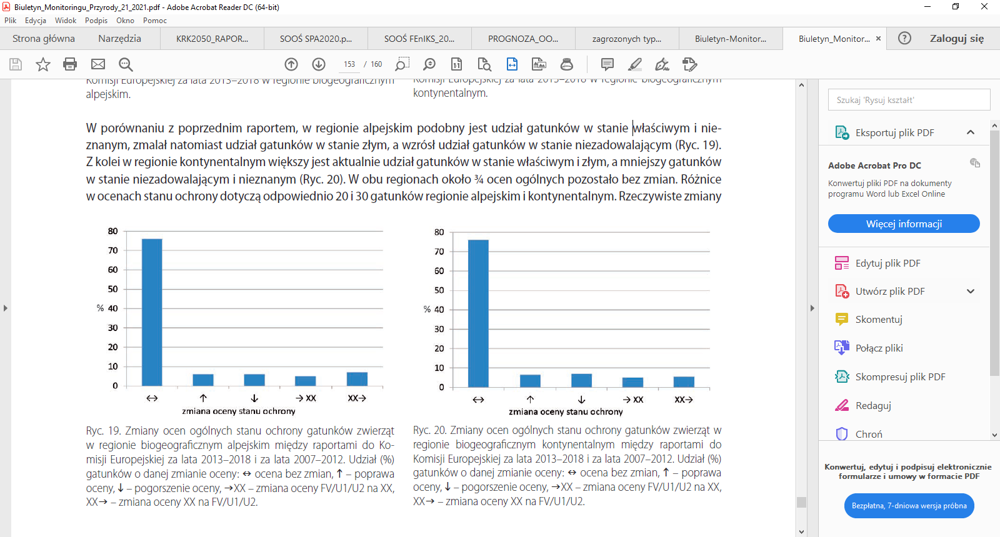 Biuletyn_Monitoringu_Przyrody_21_2021.pdf - Adobe Acrobat Reader DC (64-bit)
Plik Edycja Widok Podpis Okno Pomoc
Strona główna Narzędzia KRK2050_RAPOR... SOOŚ SPA2020.p... SOOŚ FEnIKS_20... PROGNOZA_OO... zagrozonych typ... Biuletyn-Monitor... Biuletyn_Monitor... Zaloguj się
153 / 160
Komisji Europejskiej za lata 2013–2018 w regionie biogeograficznym
alpejskim.
Komisji Europejskiej za lata 2013–2018 w regionie biogeograficznym
kontynentalnym.
W porównaniu z poprzednim raportem, w regionie alpejskim podobny jest udział gatunków w stanie właściwym i nie-
znanym, zmalał natomiast udział gatunków w stanie złym, a wzrósł udział gatunków w stanie niezadowalającym (Ryc. 19).
Z kolei w regionie kontynentalnym większy jest aktualnie udział gatunków w stanie właściwym i złym, a mniejszy gatunków
w stanie niezadowalającym i nieznanym (Ryc. 20). W obu regionach około ¾ ocen ogólnych pozostało bez zmian. Różnice
w ocenach stanu ochrony dotyczą odpowiednio 20 i 30 gatunków regionie alpejskim i kontynentalnym. Rzeczywiste zmiany
80
70
60
50
% 40
30
20
10
0
↔ ↑ ↓ → XX XX→
zmiana oceny stanu ochrony
80
70
60
50
% 40
30
20
10
0
↔ ↑ ↓ → XX XX→
zmiana oceny stanu ochrony
Ryc. 19. Zmiany ocen ogólnych stanu ochrony gatunków zwierząt
w regionie biogeograficznym alpejskim między raportami do Ko-
misji Europejskiej za lata 2013–2018 i za lata 2007–2012. Udział (%)
gatunków o danej zmianie oceny: ↔ ocena bez zmian, ↑ – poprawa
oceny, ↓ – pogorszenie oceny, →XX – zmiana oceny FV/U1/U2 na XX,
XX→ – zmiana oceny XX na FV/U1/U2.
Ryc. 20. Zmiany ocen ogólnych stanu ochrony gatunków zwierząt w
regionie biogeograficznym kontynentalnym między raportami do
Komisji Europejskiej za lata 2013–2018 i za lata 2007–2012. Udział (%)
gatunków o danej zmianie oceny: ↔ ocena bez zmian, ↑ – poprawa
oceny, ↓ – pogorszenie oceny, →XX – zmiana oceny FV/U1/U2 na XX,
XX→ – zmiana oceny XX na FV/U1/U2.
Szukaj 'Rysuj kształt'
Eksportuj plik PDF
Adobe Acrobat Pro DC
Konwertuj pliki PDF na dokumenty
programu Word lub Excel Online
Więcej informacji
Edytuj plik PDF
Utwórz plik PDF
Skomentuj
Połącz pliki
Skompresuj plik PDF
Redaguj
Chroń
Konwertuj, edytuj i podpisuj elektronicznie
formularze i umowy w formacie PDF
Bezpłatna, 7-dniowa wersja próbna